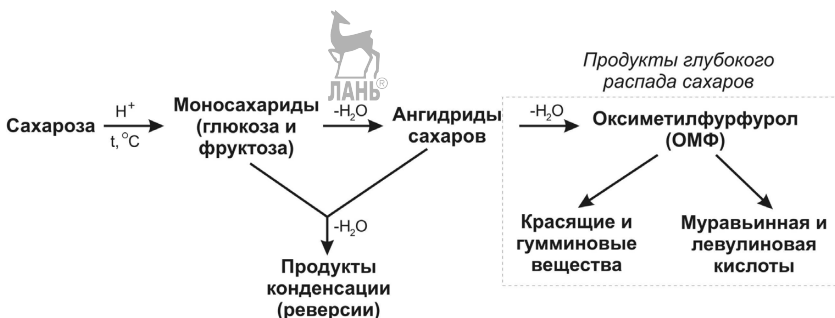 ЛАНЬ®
Продукты глубокого
распада сахаров
Сахароза
H⁺
t, °C
Моносахариды
(глюкоза и
фруктоза)
-H₂O
Ангидриды
сахаров
-H₂O
Оксиметилфурфурол
(ОМФ)
-H₂O
Продукты
конденсации
(реверсии)
Красящие и
гумминовые
вещества
Муравьинная и
левулиновая
кислоты